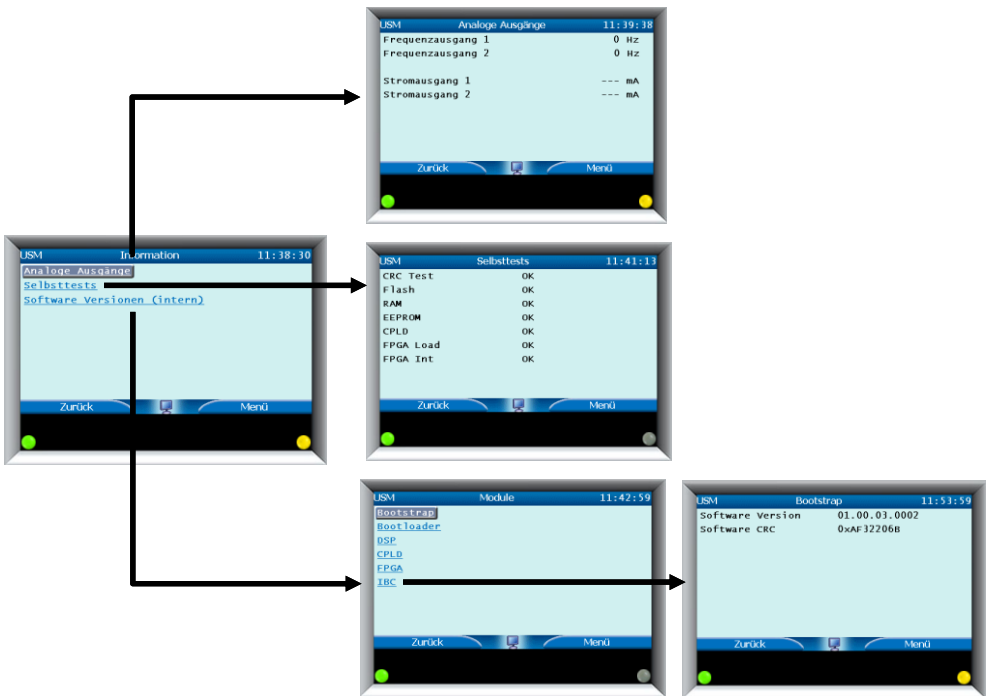 USM Analoge Ausgänge 11:39:38
Frequenzausgang 1 0 Hz
Frequenzausgang 2 0 Hz
Stromausgang 1 --- mA
Stromausgang 2 --- mA
Zurück Menü
USM Information 11:38:30
Analoge Ausgänge
Selbsttests
Software Versionen (intern)
Zurück Menü
USM Selbsttests 11:41:13
CRC Test OK
Flash OK
RAM OK
EEPROM OK
CPLD OK
FPGA Load OK
FPGA Int OK
Zurück Menü
USM Module 11:42:59
Bootstrap
Bootloader
DSP
CPLD
FPGA
IBC
Zurück Menü
USM Bootstrap 11:53:59
Software Version 01.00.03.0002
Software CRC 0xAF32206B
Zurück Menü